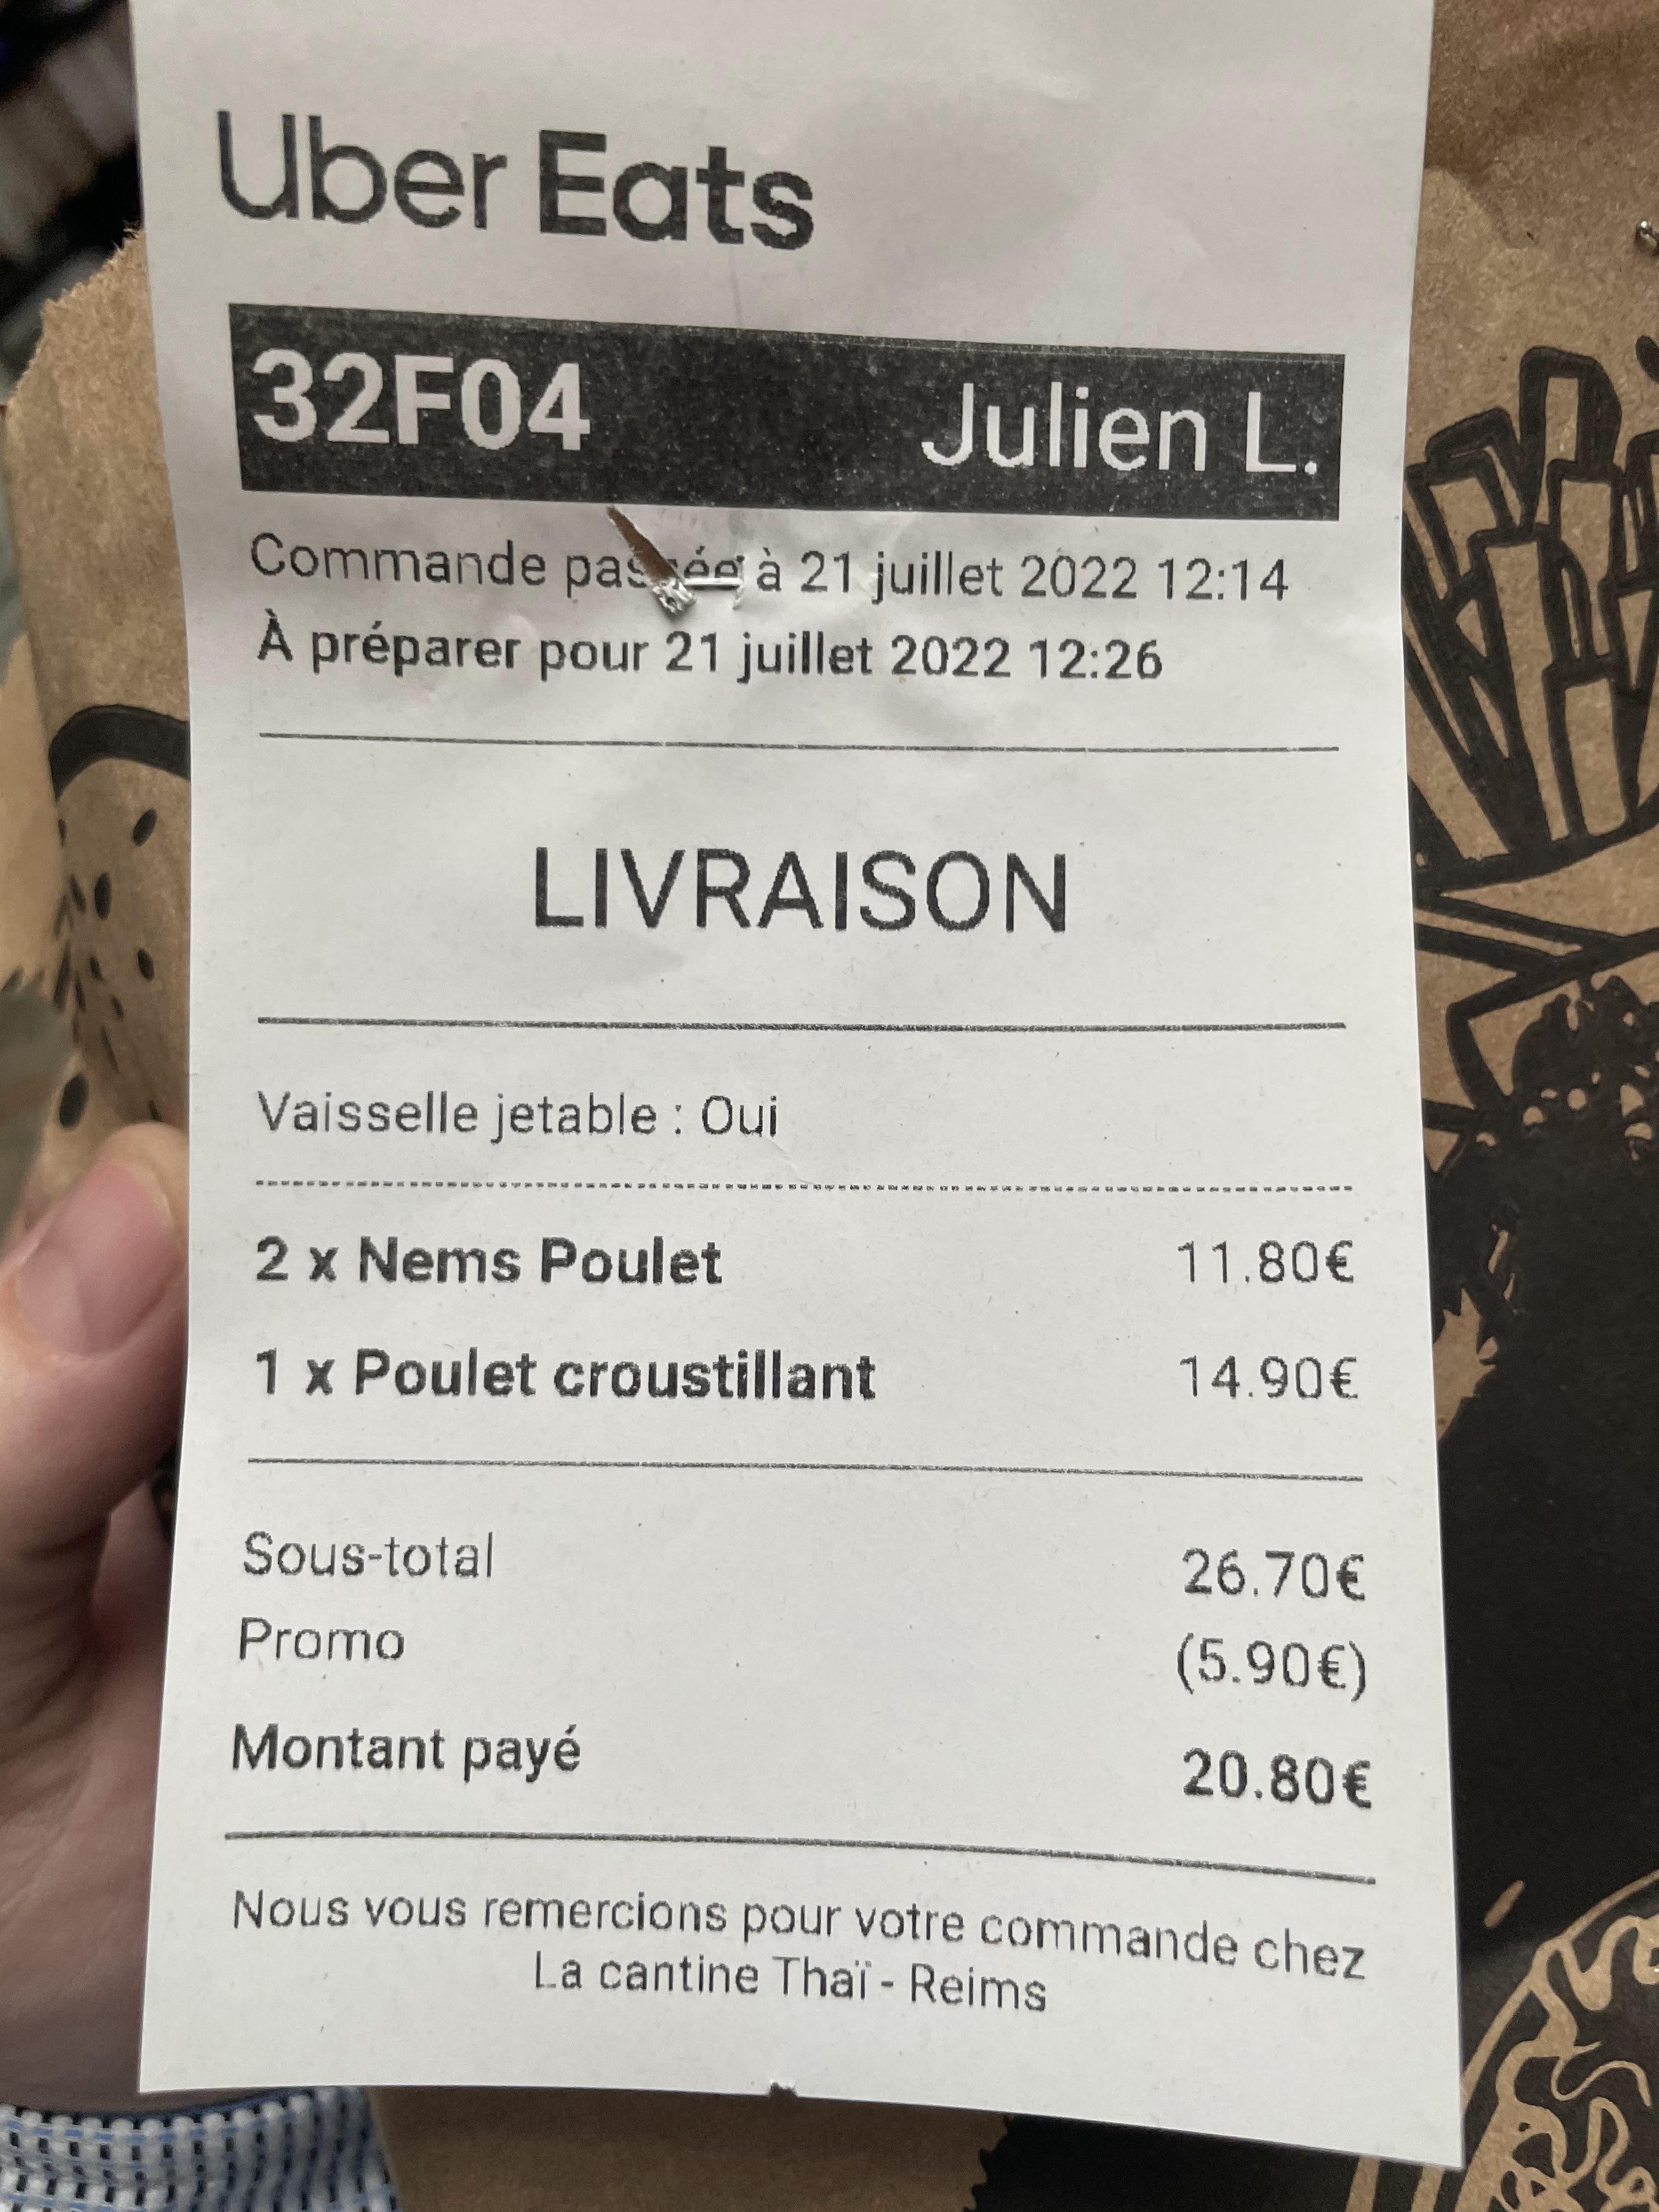 Uber Eats
32F04 Julien L.
Commande passée à 21 juillet 2022 12:14
À préparer pour 21 juillet 2022 12:26
LIVRAISON
Vaisselle jetable : Oui
2 x Nems Poulet 11.80€
1 x Poulet croustillant 14.90€
Sous-total 26.70€
Promo (5.90€)
Montant payé 20.80€
Nous vous remercions pour votre commande chez
La cantine Thaï - Reims